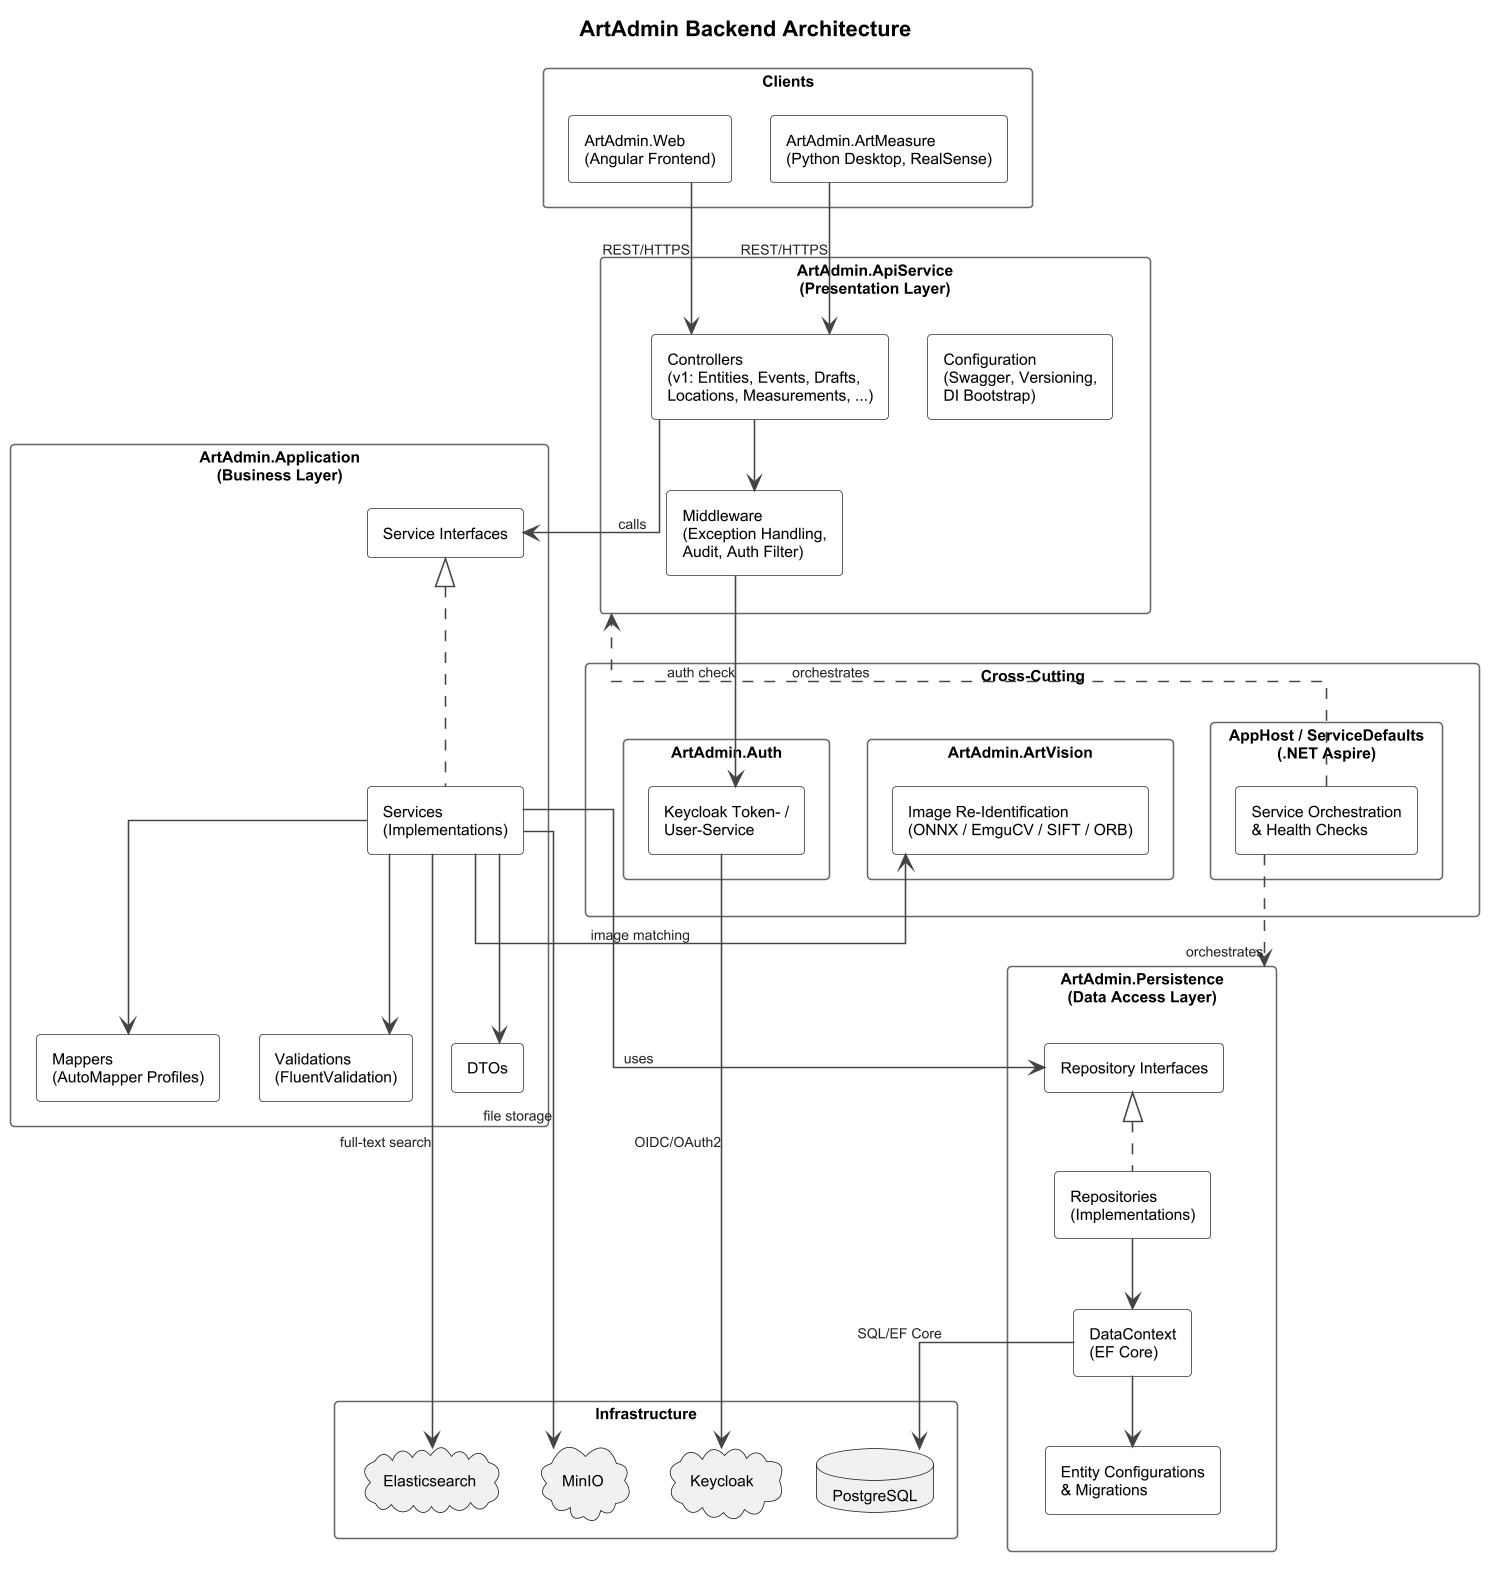 ArtAdmin Backend Architecture
Clients
ArtAdmin.Web
(Angular Frontend)
ArtAdmin.ArtMeasure
(Python Desktop, RealSense)
REST/HTTPS
REST/HTTPS
ArtAdmin.ApiService
(Presentation Layer)
Controllers
(v1: Entities, Events, Drafts,
Locations, Measurements, ...)
Configuration
(Swagger, Versioning,
DI Bootstrap)
ArtAdmin.Application
(Business Layer)
Service Interfaces
calls
Middleware
(Exception Handling,
Audit, Auth Filter)
auth check
orchestrates
Cross-Cutting
ArtAdmin.Auth
Keycloak Token- /
User-Service
ArtAdmin.ArtVision
Image Re-Identification
(ONNX / EmguCV / SIFT / ORB)
AppHost / ServiceDefaults
(.NET Aspire)
Service Orchestration
& Health Checks
Services
(Implementations)
image matching
orchestrates
ArtAdmin.Persistence
(Data Access Layer)
Mappers
(AutoMapper Profiles)
Validations
(FluentValidation)
DTOs
uses
Repository Interfaces
file storage
full-text search
OIDC/OAuth2
Repositories
(Implementations)
SQL/EF Core
DataContext
(EF Core)
Infrastructure
Elasticsearch
MinIO
Keycloak
PostgreSQL
Entity Configurations
& Migrations